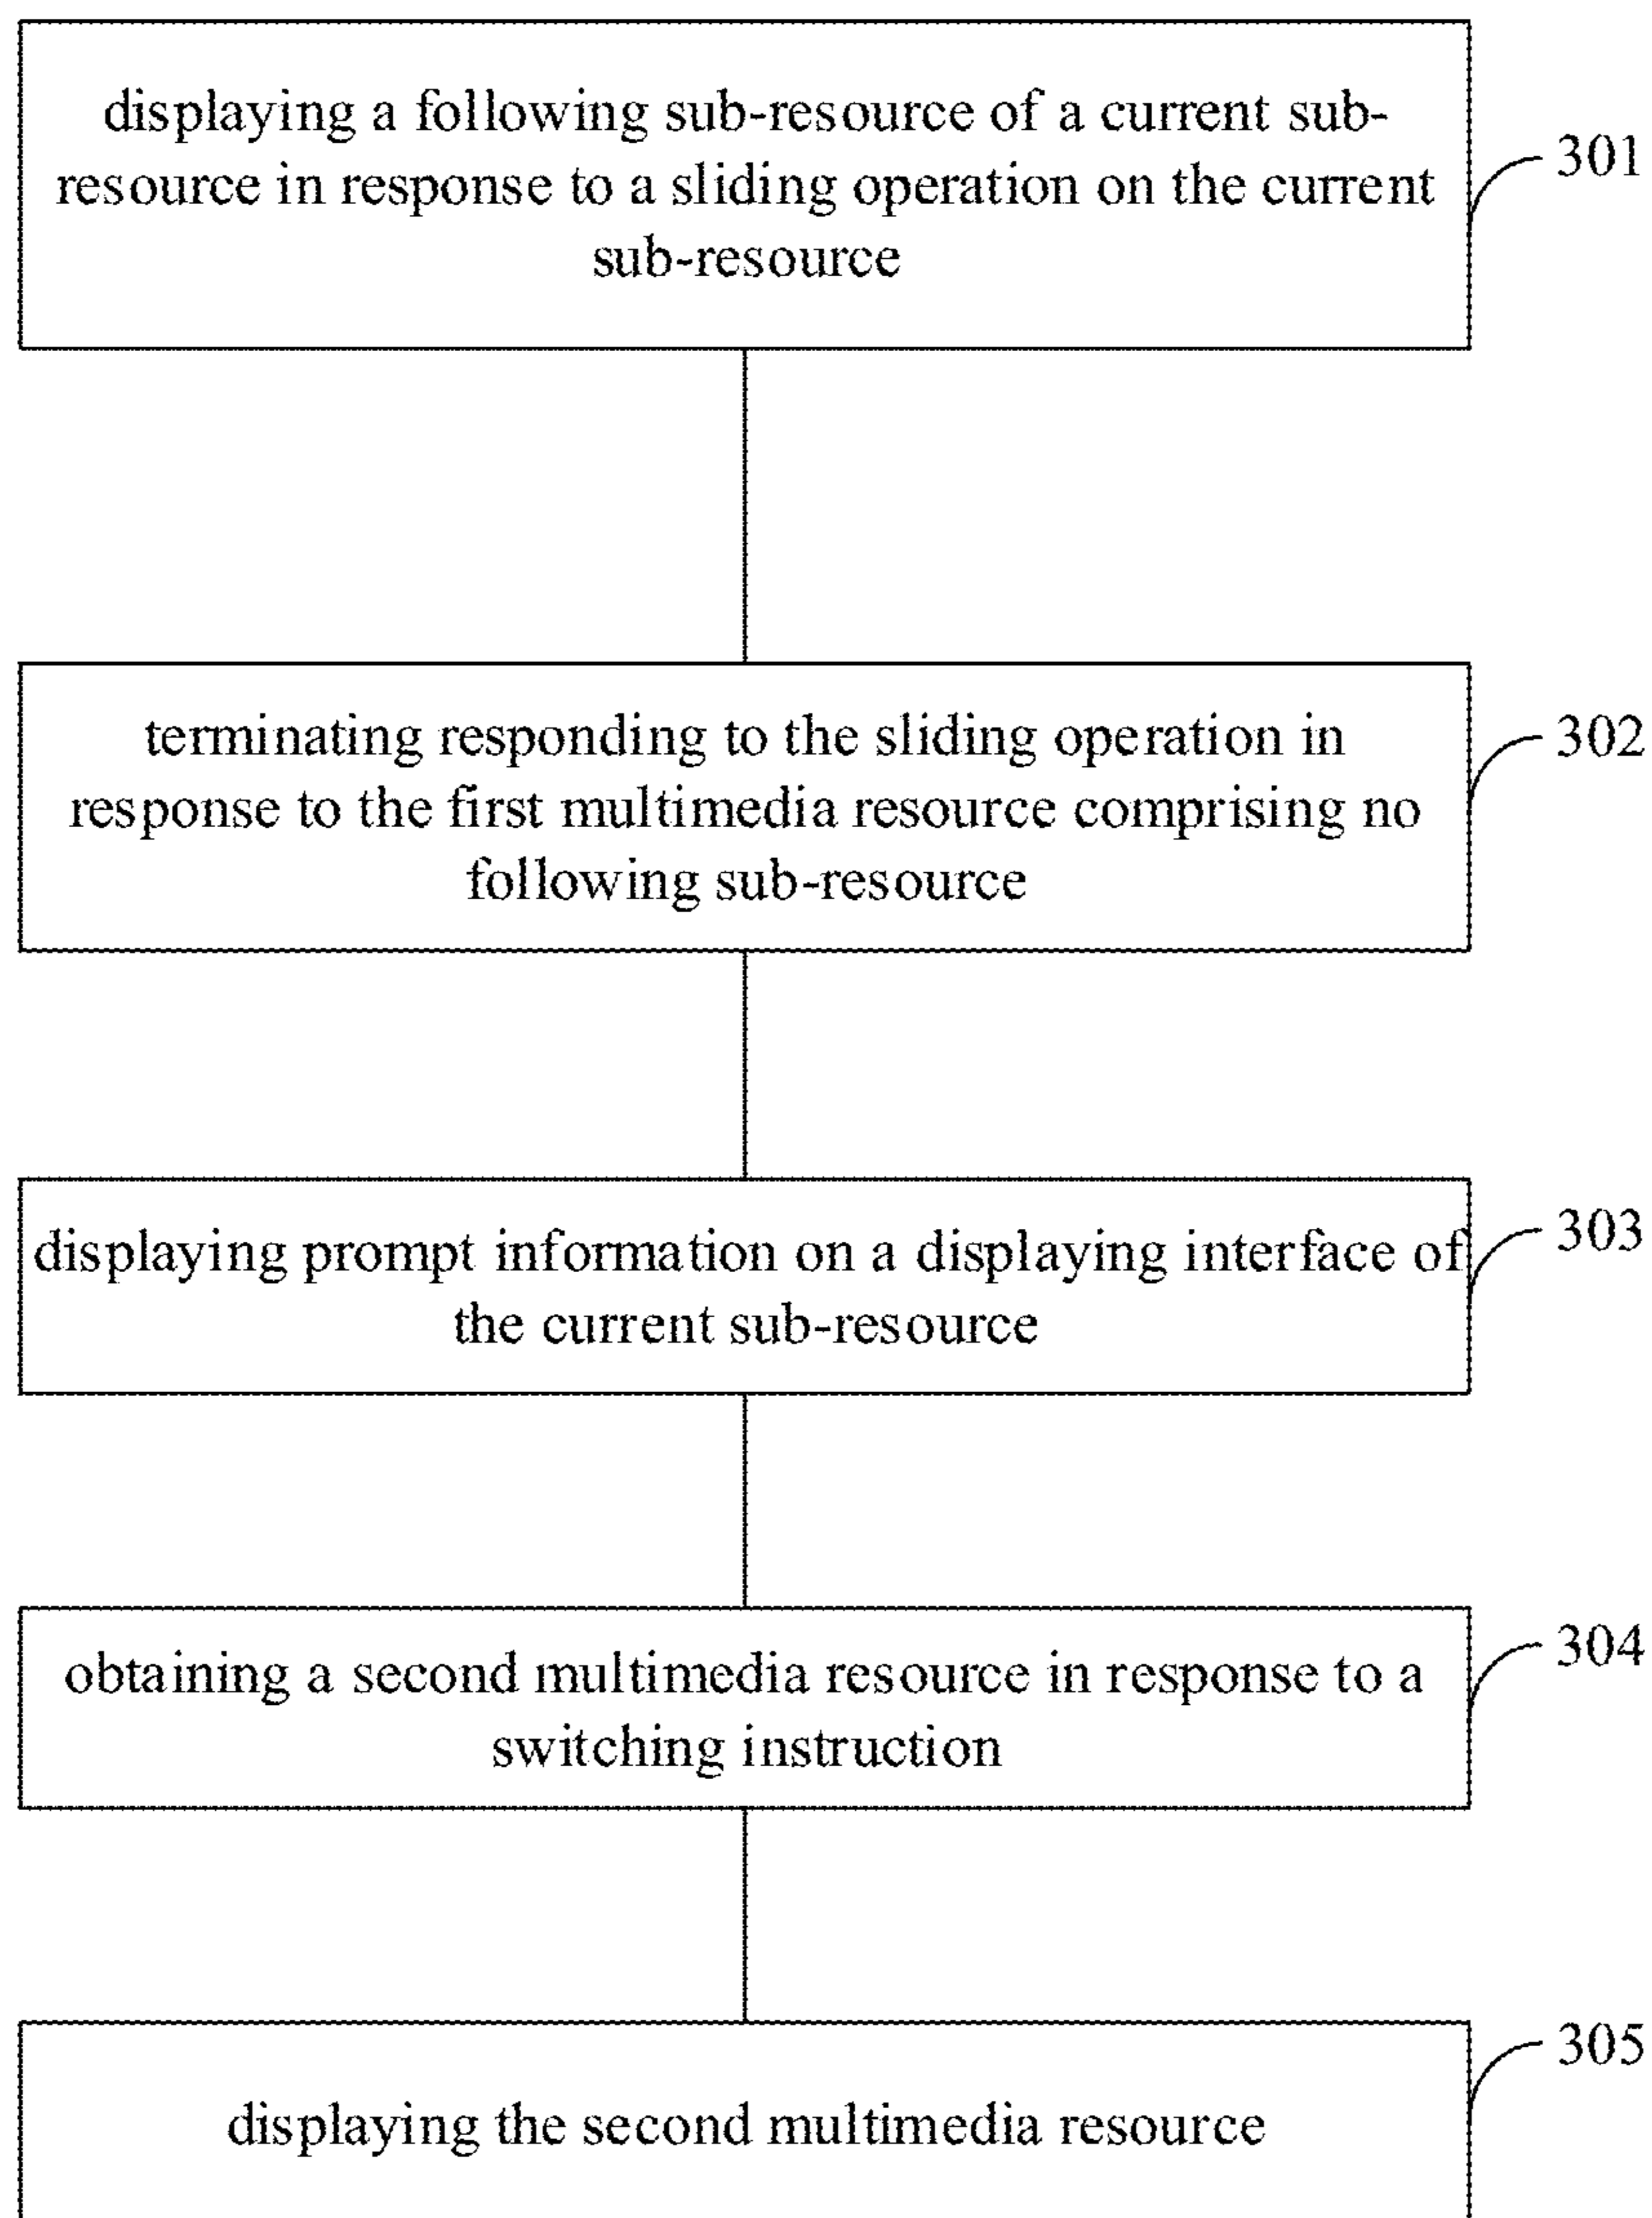 displaying a following sub-resource of a current sub-
resource in response to a sliding operation on the current
sub-resource
301
terminating responding to the sliding operation in
response to the first multimedia resource comprising no
following sub-resource
302
displaying prompt information on a displaying interface of
the current sub-resource
303
obtaining a second multimedia resource in response to a
switching instruction
304
displaying the second multimedia resource
305